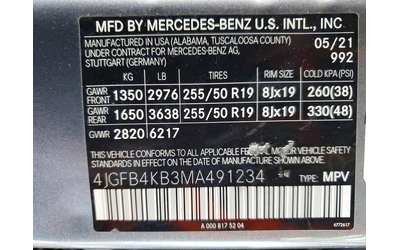 MFD BY MERCEDES-BENZ U.S. INTL., INC
MANUFACTURED IN USA (ALABAMA, TUSCALOOSA COUNTY) 05/21
UNDER CONTRACT FOR MERCEDES-BENZ AG, 992
STUTTGART (GERMANY)
KG LB TIRES RIM SIZE COLD KPA (PSI)
GAWR FRONT 1350 2976 255/50 R19 8Jx19 260(38)
GAWR REAR 1650 3638 255/50 R19 8Jx19 330(48)
GVWR 2820 6217
THIS VEHICLE CONFORMS TO ALL APPLICABLE
FEDERAL MOTOR VEHICLE SAFETY
STANDARDS IN EFFECT ON THE DATE OF
MANUFACTURE SHOWN ABOVE.
4JGFB4KB3MA491234 TYPE: MPV
A 000 817 52 04 6772617